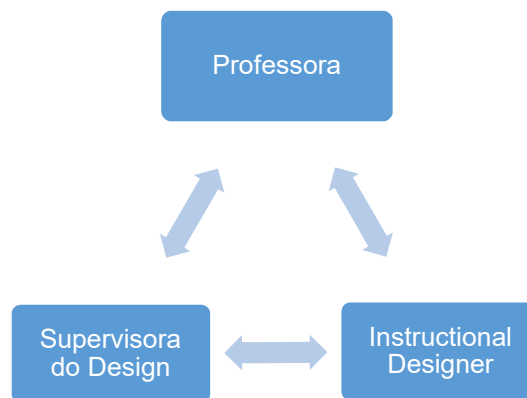 Professora
Supervisora
do Design
Instructional
Designer